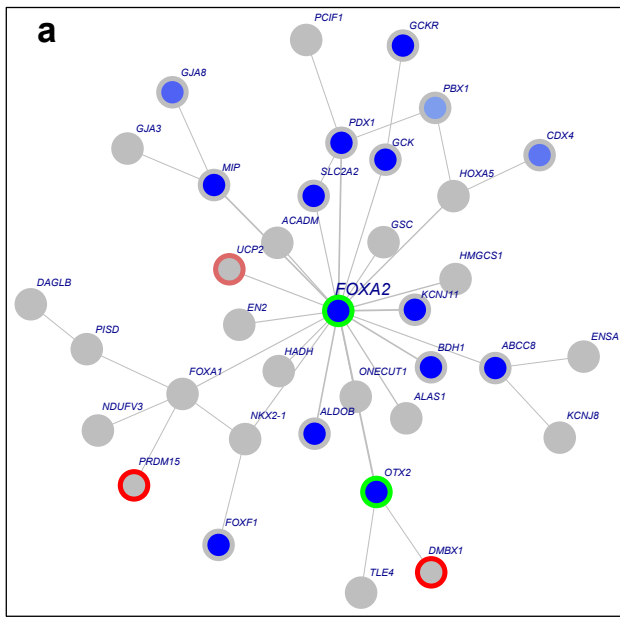 a
PCIF1
GCKR
GJA8
PBX1
PDX1
GJA3
GCK
CDX4
MIP
SLC2A2
HOXA5
ACADM
GSC
UCP2
HMGCS1
DAGLB
FOXA2
KCNJ11
EN2
PISD
HADH
BDH1
ABCC8
ENSA
FOXA1
ONECUT1
NDUFV3
ALAS1
NKX2-1
ALDOB
KCNJ8
PRDM15
OTX2
FOXF1
DMBX1
TLE4